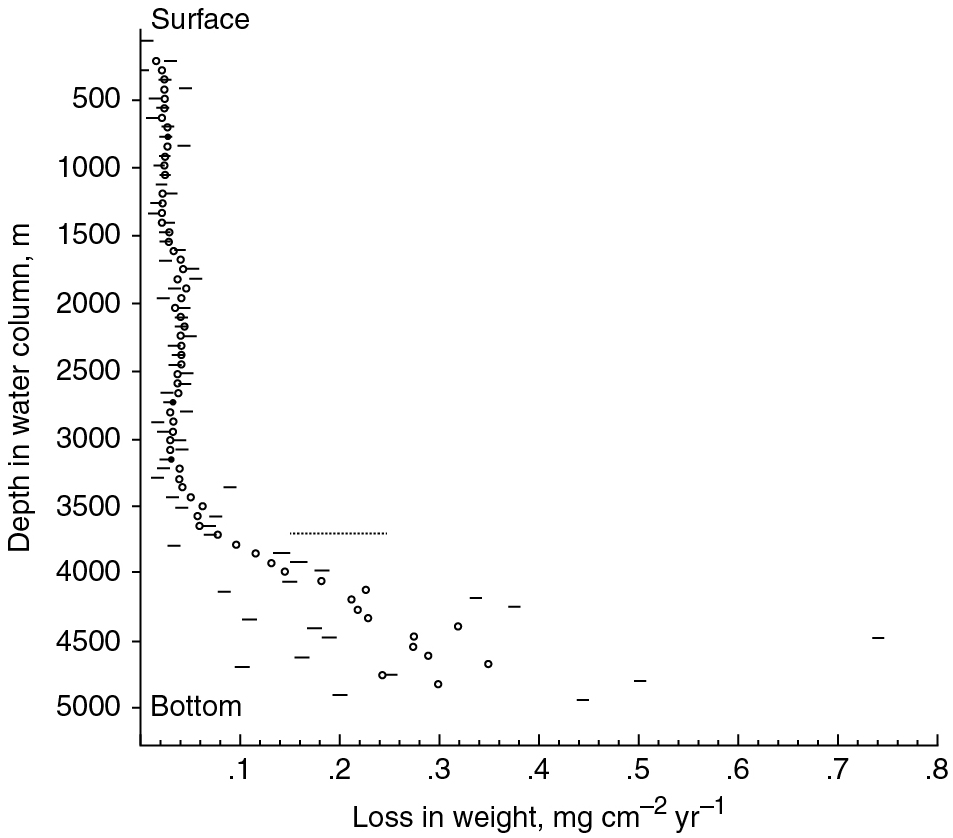 Surface
500
1000
1500
2000
2500
3000
3500
4000
4500
5000
Depth in water column, m
Bottom
.1 .2 .3 .4 .5 .6 .7 .8
Loss in weight, mg cm⁻² yr⁻¹